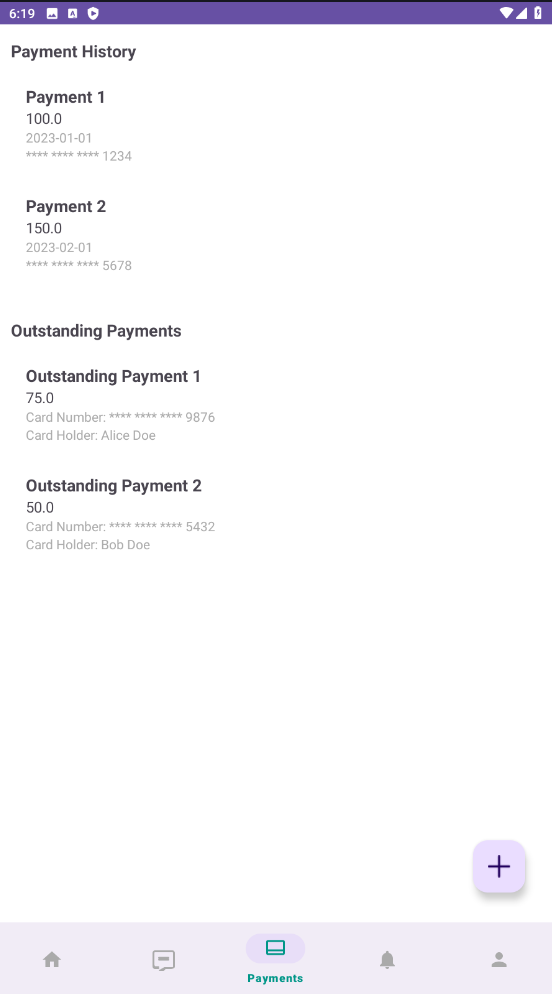 6:19
Payment History
Payment 1
100.0
2023-01-01
**** **** **** 1234
Payment 2
150.0
2023-02-01
**** **** **** 5678
Outstanding Payments
Outstanding Payment 1
75.0
Card Number: **** **** **** 9876
Card Holder: Alice Doe
Outstanding Payment 2
50.0
Card Number: **** **** **** 5432
Card Holder: Bob Doe
Payments